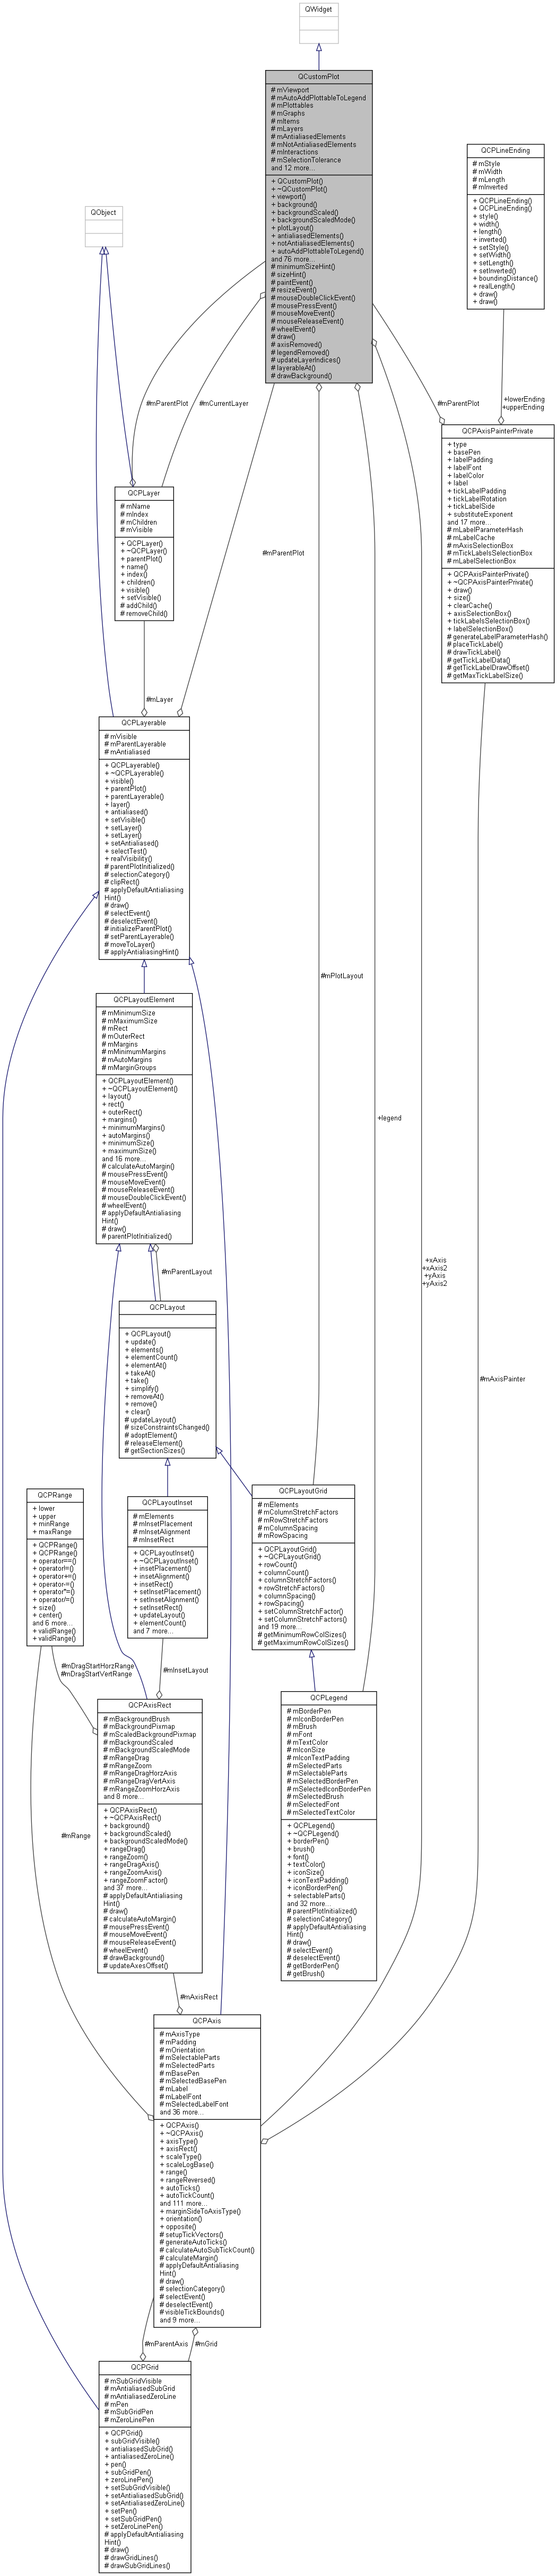 QWidget
QCustomPlot
# mViewport
# mAutoAddPlottableToLegend
# mPlottables
# mGraphs
# mItems
# mLayers
# mAntialiasedElements
# mNotAntialiasedElements
# mInteractions
# mSelectionTolerance
and 12 more...
+ QCustomPlot()
+ ~QCustomPlot()
+ viewport()
+ background()
+ backgroundScaled()
+ backgroundScaledMode()
+ plotLayout()
+ antialiasedElements()
+ notAntialiasedElements()
+ autoAddPlottableToLegend()
and 76 more...
# minimumSizeHint()
# sizeHint()
# paintEvent()
# resizeEvent()
# mouseDoubleClickEvent()
# mousePressEvent()
# mouseMoveEvent()
# mouseReleaseEvent()
# wheelEvent()
# draw()
# axisRemoved()
# legendRemoved()
# updateLayerIndices()
# layerableAt()
# drawBackground()
QCPLineEnding
# mStyle
# mWidth
# mLength
# mInverted
+ QCPLineEnding()
+ QCPLineEnding()
+ style()
+ width()
+ length()
+ inverted()
+ setStyle()
+ setWidth()
+ setLength()
+ setInverted()
+ boundingDistance()
+ realLength()
+ draw()
+ draw()
QObject
#mParentPlot
#mCurrentLayer
#mParentPlot
+lowerEnding
+upperEnding
QCPAxisPainterPrivate
+ type
+ basePen
+ labelPadding
+ labelFont
+ labelColor
+ label
+ tickLabelPadding
+ tickLabelRotation
+ tickLabelSide
+ substituteExponent
and 17 more...
# mLabelParameterHash
# mLabelCache
# mAxisSelectionBox
# mTickLabelsSelectionBox
# mLabelSelectionBox
+ QCPAxisPainterPrivate()
+ ~QCPAxisPainterPrivate()
+ draw()
+ size()
+ clearCache()
+ axisSelectionBox()
+ tickLabelsSelectionBox()
+ labelSelectionBox()
# generateLabelParameterHash()
# placeTickLabel()
# drawTickLabel()
# getTickLabelData()
# getTickLabelDrawOffset()
# getMaxTickLabelSize()
QCPLayer
# mName
# mIndex
# mChildren
# mVisible
+ QCPLayer()
+ ~QCPLayer()
+ parentPlot()
+ name()
+ index()
+ children()
+ visible()
+ setVisible()
# addChild()
# removeChild()
#mParentPlot
#mLayer
QCPLayerable
# mVisible
# mParentLayerable
# mAntialiased
+ QCPLayerable()
+ ~QCPLayerable()
+ visible()
+ parentPlot()
+ parentLayerable()
+ layer()
+ antialiased()
+ setVisible()
+ setLayer()
+ setLayer()
+ setAntialiased()
+ selectTest()
+ realVisibility()
# parentPlotInitialized()
# selectionCategory()
# clipRect()
# applyDefaultAntialiasing
Hint()
# draw()
# selectEvent()
# deselectEvent()
# initializeParentPlot()
# setParentLayerable()
# moveToLayer()
# applyAntialiasingHint()
#mPlotLayout
QCPLayoutElement
# mMinimumSize
# mMaximumSize
# mRect
# mOuterRect
# mMargins
# mMinimumMargins
# mAutoMargins
# mMarginGroups
+ QCPLayoutElement()
+ ~QCPLayoutElement()
+ layout()
+ rect()
+ outerRect()
+ margins()
+ minimumMargins()
+ autoMargins()
+ minimumSize()
+ maximumSize()
and 16 more...
# calculateAutoMargin()
# mousePressEvent()
# mouseMoveEvent()
# mouseReleaseEvent()
# mouseDoubleClickEvent()
# wheelEvent()
# applyDefaultAntialiasing
Hint()
# draw()
# parentPlotInitialized()
+legend
#mParentLayout
+xAxis
+xAxis2
+yAxis
+yAxis2
QCPLayout
+ QCPLayout()
+ update()
+ elements()
+ elementCount()
+ elementAt()
+ takeAt()
+ take()
+ simplify()
+ removeAt()
+ remove()
+ clear()
# updateLayout()
# sizeConstraintsChanged()
# adoptElement()
# releaseElement()
# getSectionSizes()
#mAxisPainter
QCPRange
+ lower
+ upper
+ minRange
+ maxRange
+ QCPRange()
+ QCPRange()
+ operator==()
+ operator!=()
+ operator+=()
+ operator-=()
+ operator*=()
+ operator/=()
+ size()
+ center()
and 6 more...
+ validRange()
+ validRange()
QCPLayoutInset
# mElements
# mInsetPlacement
# mInsetAlignment
# mInsetRect
+ QCPLayoutInset()
+ ~QCPLayoutInset()
+ insetPlacement()
+ insetAlignment()
+ insetRect()
+ setInsetPlacement()
+ setInsetAlignment()
+ setInsetRect()
+ updateLayout()
+ elementCount()
and 7 more...
QCPLayoutGrid
# mElements
# mColumnStretchFactors
# mRowStretchFactors
# mColumnSpacing
# mRowSpacing
+ QCPLayoutGrid()
+ ~QCPLayoutGrid()
+ rowCount()
+ columnCount()
+ columnStretchFactors()
+ rowStretchFactors()
+ columnSpacing()
+ rowSpacing()
+ setColumnStretchFactor()
+ setColumnStretchFactors()
and 19 more...
# getMinimumRowColSizes()
# getMaximumRowColSizes()
#mDragStartHorzRange
#mDragStartVertRange
#mInsetLayout
QCPAxisRect
# mBackgroundBrush
# mBackgroundPixmap
# mScaledBackgroundPixmap
# mBackgroundScaled
# mBackgroundScaledMode
# mRangeDrag
# mRangeZoom
# mRangeDragHorzAxis
# mRangeDragVertAxis
# mRangeZoomHorzAxis
and 8 more...
+ QCPAxisRect()
+ ~QCPAxisRect()
+ background()
+ backgroundScaled()
+ backgroundScaledMode()
+ rangeDrag()
+ rangeZoom()
+ rangeDragAxis()
+ rangeZoomAxis()
+ rangeZoomFactor()
and 37 more...
# applyDefaultAntialiasing
Hint()
# draw()
# calculateAutoMargin()
# mousePressEvent()
# mouseMoveEvent()
# mouseReleaseEvent()
# wheelEvent()
# drawBackground()
# updateAxesOffset()
QCPLegend
# mBorderPen
# mIconBorderPen
# mBrush
# mFont
# mTextColor
# mIconSize
# mIconTextPadding
# mSelectedParts
# mSelectableParts
# mSelectedBorderPen
# mSelectedIconBorderPen
# mSelectedBrush
# mSelectedFont
# mSelectedTextColor
+ QCPLegend()
+ ~QCPLegend()
+ borderPen()
+ brush()
+ font()
+ textColor()
+ iconSize()
+ iconTextPadding()
+ iconBorderPen()
+ selectableParts()
and 32 more...
# parentPlotInitialized()
# selectionCategory()
# applyDefaultAntialiasing
Hint()
# draw()
# selectEvent()
# deselectEvent()
# getBorderPen()
# getBrush()
#mRange
#mAxisRect
QCPAxis
# mAxisType
# mPadding
# mOrientation
# mSelectableParts
# mSelectedParts
# mBasePen
# mSelectedBasePen
# mLabel
# mLabelFont
# mSelectedLabelFont
and 36 more...
+ QCPAxis()
+ ~QCPAxis()
+ axisType()
+ axisRect()
+ scaleType()
+ scaleLogBase()
+ range()
+ rangeReversed()
+ autoTicks()
+ autoTickCount()
and 111 more...
+ marginSideToAxisType()
+ orientation()
+ opposite()
# setupTickVectors()
# generateAutoTicks()
# calculateAutoSubTickCount()
# calculateMargin()
# applyDefaultAntialiasing
Hint()
# draw()
# selectionCategory()
# selectEvent()
# deselectEvent()
# visibleTickBounds()
and 9 more...
#mParentAxis
#mGrid
QCPGrid
# mSubGridVisible
# mAntialiasedSubGrid
# mAntialiasedZeroLine
# mPen
# mSubGridPen
# mZeroLinePen
+ QCPGrid()
+ subGridVisible()
+ antialiasedSubGrid()
+ antialiasedZeroLine()
+ pen()
+ subGridPen()
+ zeroLinePen()
+ setSubGridVisible()
+ setAntialiasedSubGrid()
+ setAntialiasedZeroLine()
+ setPen()
+ setSubGridPen()
+ setZeroLinePen()
# applyDefaultAntialiasing
Hint()
# draw()
# drawGridLines()
# drawSubGridLines()